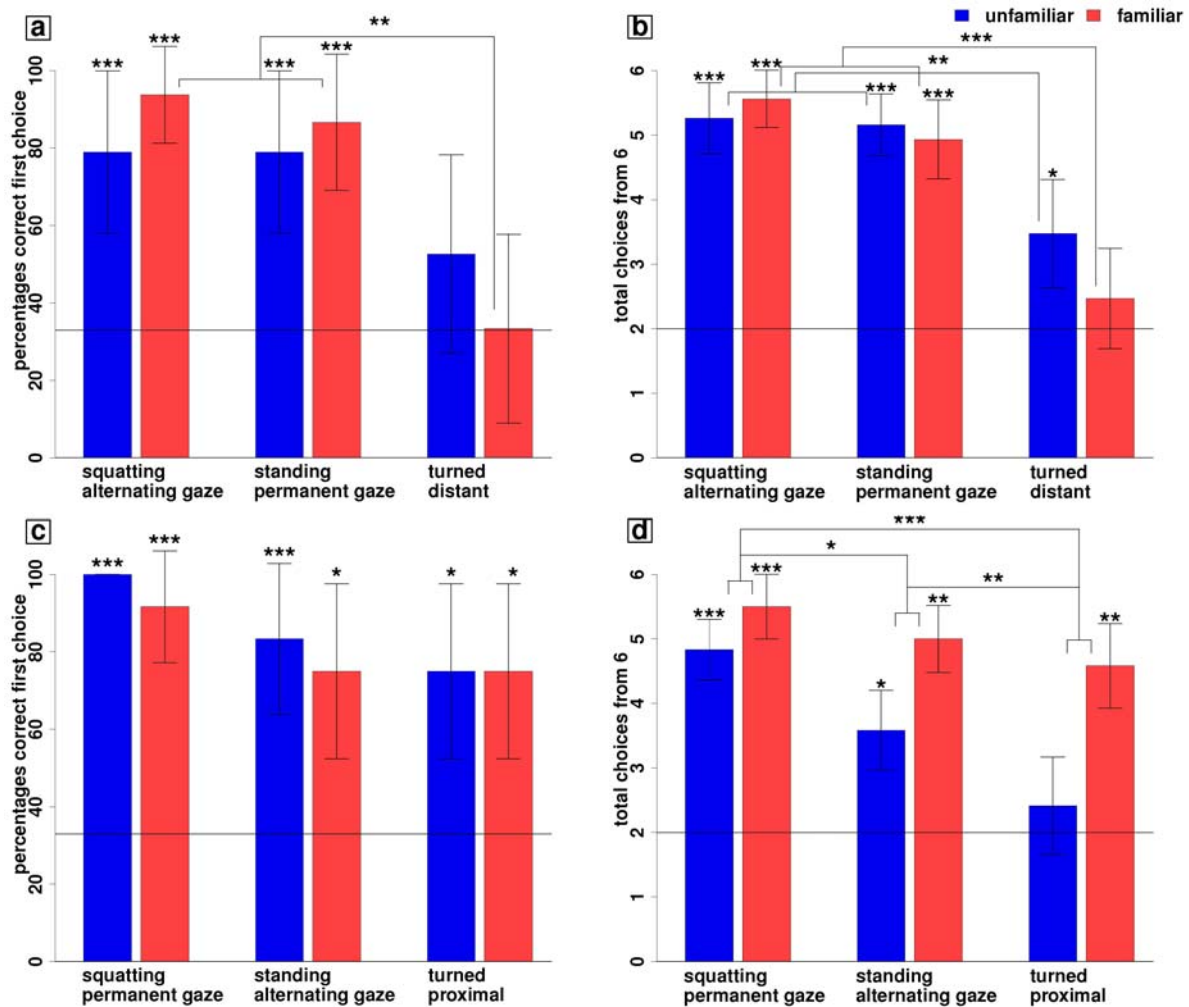 a
b
unfamiliar familiar
percentages correct first choice
0 20 40 60 80 100
*** *** *** *** **
squatting
alternating gaze
standing
permanent gaze
turned
distant
total choices from 6
0 1 2 3 4 5 6
*** *** *** *** * ** ***
squatting
alternating gaze
standing
permanent gaze
turned
distant
c
percentages correct first choice
0 20 40 60 80 100
*** *** *** * * *
squatting
permanent gaze
standing
alternating gaze
turned
proximal
d
total choices from 6
0 1 2 3 4 5 6
*** *** * ** ** * ** ***
squatting
permanent gaze
standing
alternating gaze
turned
proximal